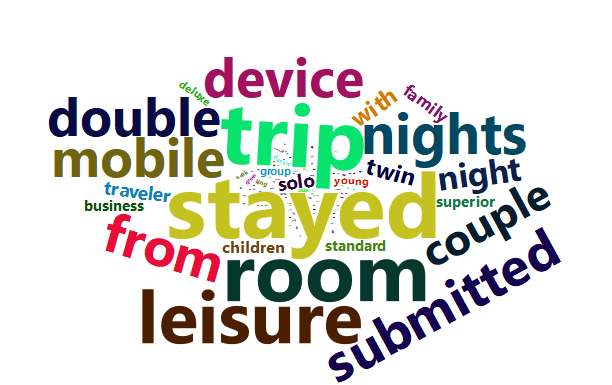 device
deluxe
with
family
double
trip
nights
mobile
group
solo
young
twin
night
traveler
business
stayed
superior
from
children
standard
couple
room
leisure
submitted